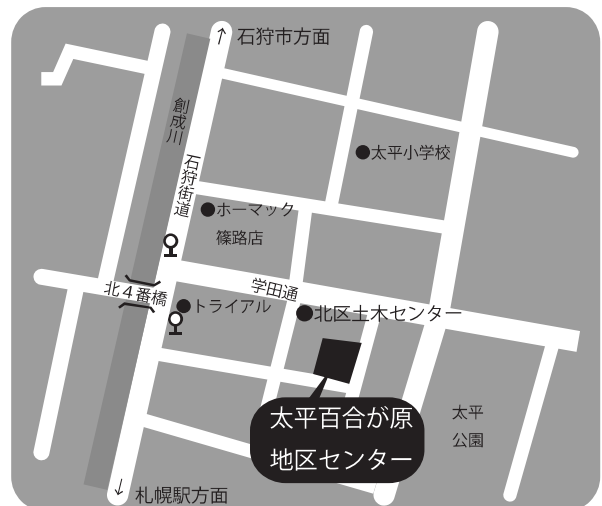 ↑ 石狩市方面
創成川
石狩街道
●太平小学校
●ホーマック
篠路店
北4番橋
学田通
●トライアル
●北区土木センター
太平百合が原
地区センター
太平
公園
↓ 札幌駅方面